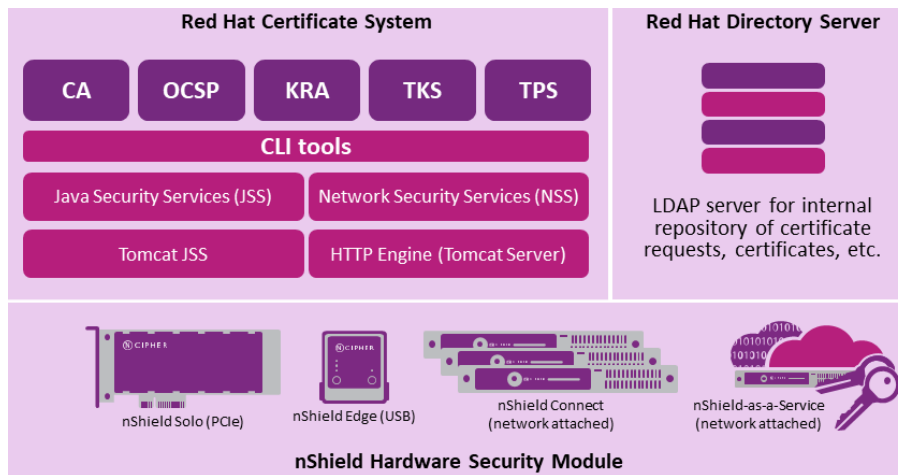 Red Hat Certificate System
CA
OCSP
KRA
TKS
TPS
CLI tools
Java Security Services (JSS)
Network Security Services (NSS)
Tomcat JSS
HTTP Engine (Tomcat Server)
Red Hat Directory Server
LDAP server for internal
repository of certificate
requests, certificates, etc.
NCIPHER
nShield Solo (PCIe)
NCIPHER
nShield Edge (USB)
nShield Connect
(network attached)
01010101
101010101
nShield-as-a-Service
(network attached)
nShield Hardware Security Module